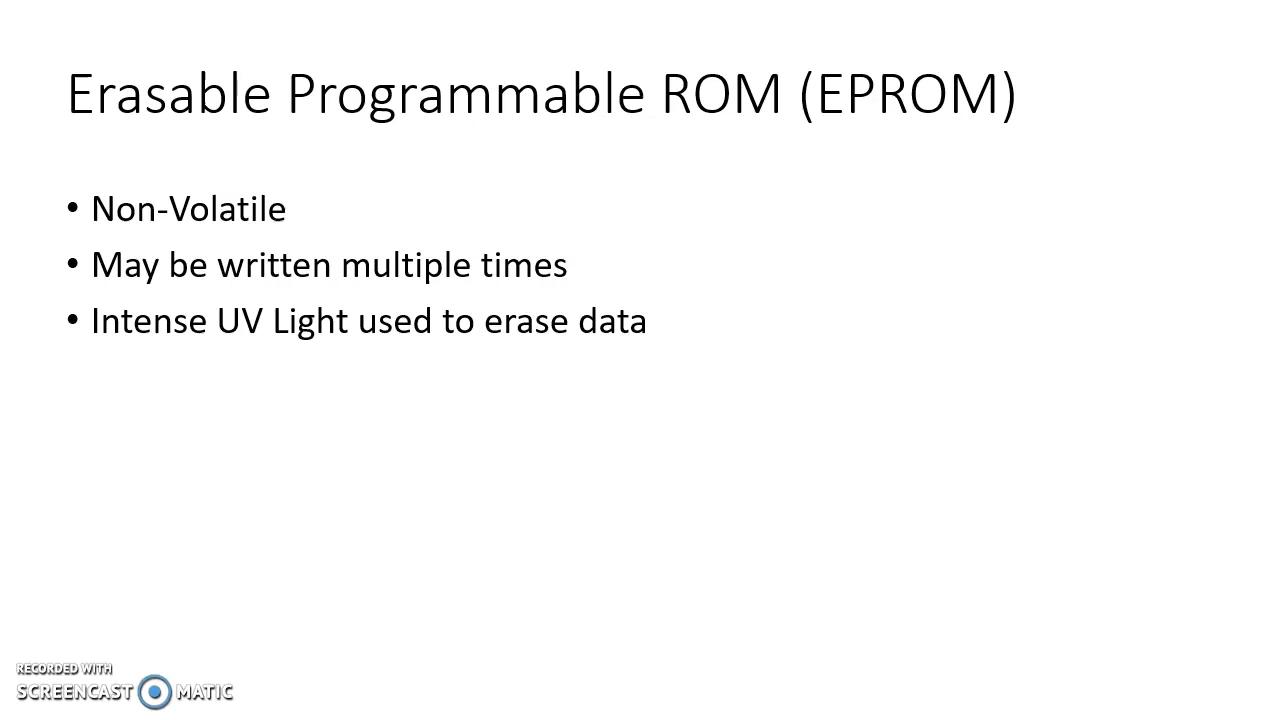 Erasable Programmable ROM (EPROM)
• Non-Volatile
• May be written multiple times
• Intense UV Light used to erase data
RECORDED WITH
SCREENCAST MATIC